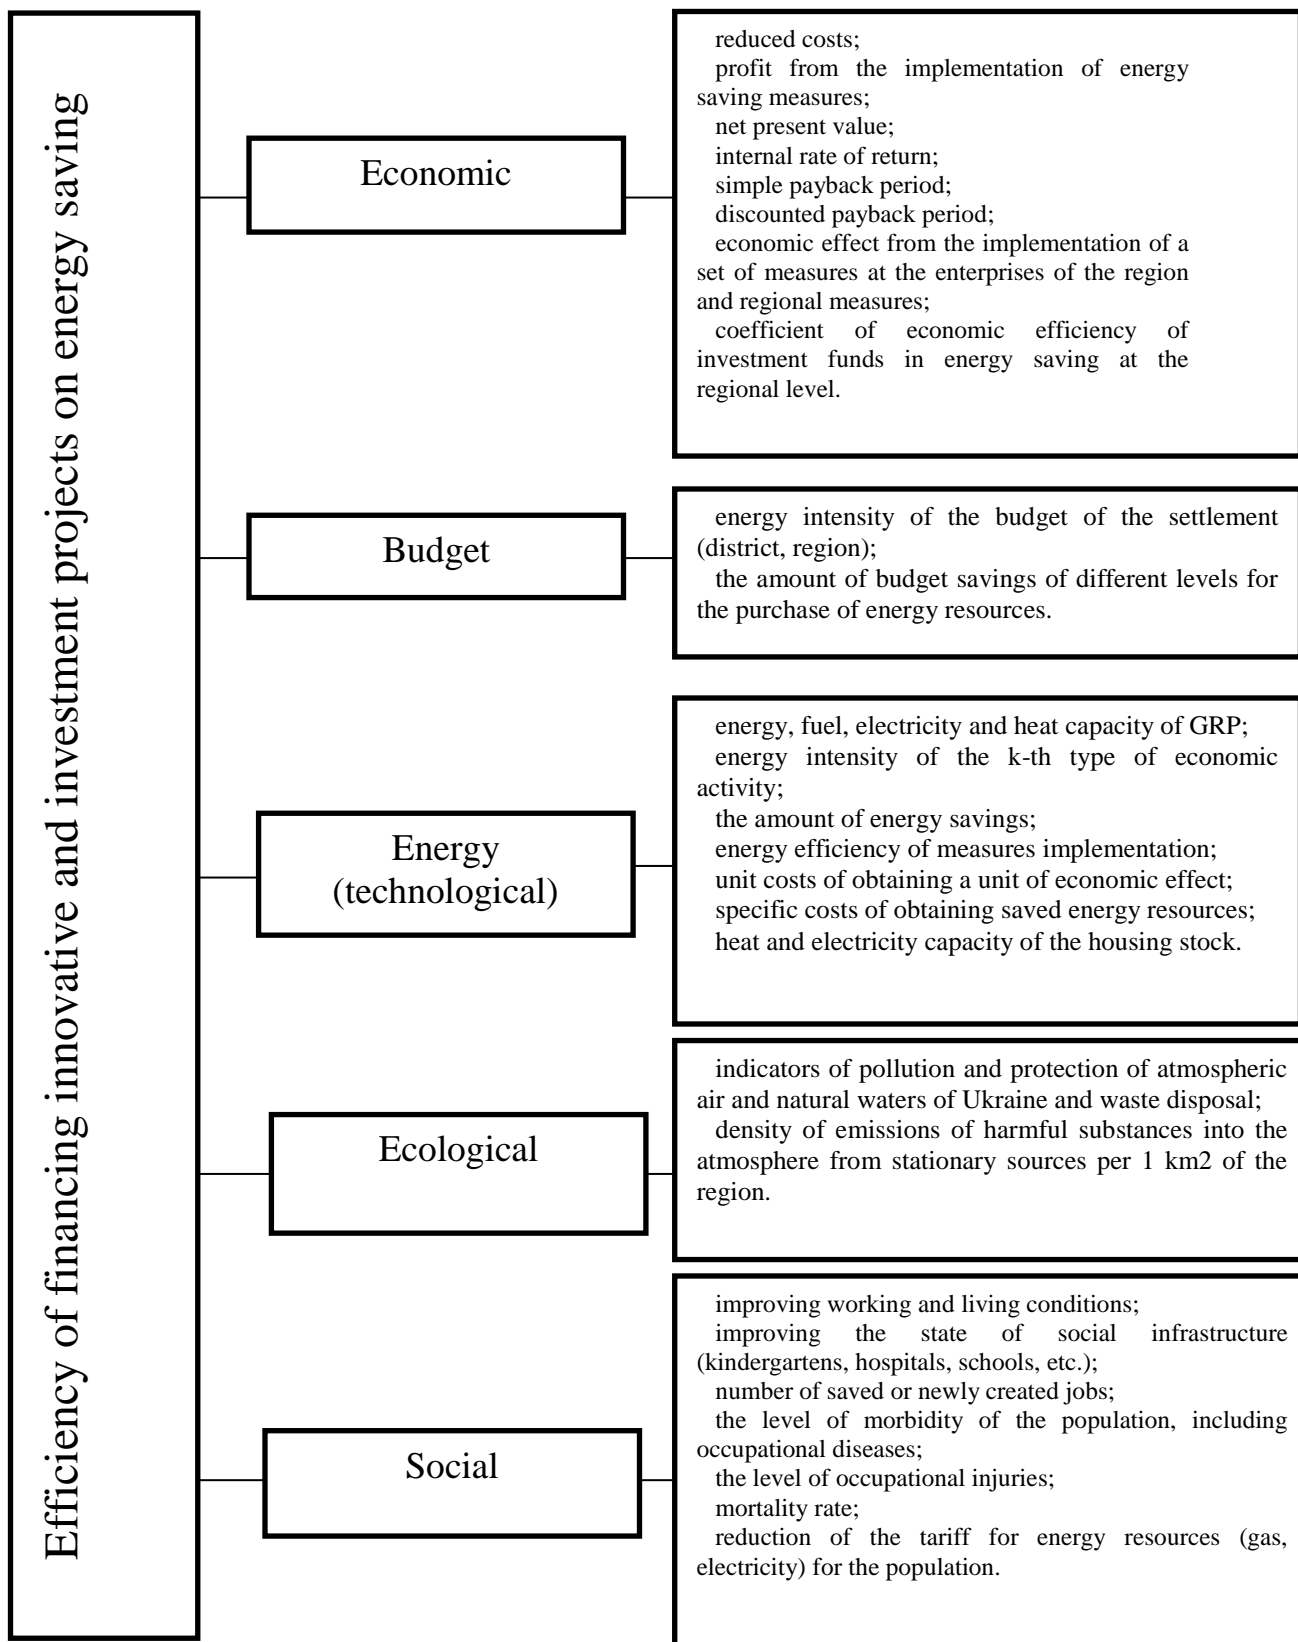 Efficiency of financing innovative and investment projects on energy saving
Economic
reduced costs;
profit from the implementation of energy
saving measures;
net present value;
internal rate of return;
simple payback period;
discounted payback period;
economic effect from the implementation of a
set of measures at the enterprises of the region
and regional measures;
coefficient of economic efficiency of
investment funds in energy saving at the
regional level.
Budget
energy intensity of the budget of the settlement
(district, region);
the amount of budget savings of different levels for
the purchase of energy resources.
Energy
(technological)
energy, fuel, electricity and heat capacity of GRP;
energy intensity of the k-th type of economic
activity;
the amount of energy savings;
energy efficiency of measures implementation;
unit costs of obtaining a unit of economic effect;
specific costs of obtaining saved energy resources;
heat and electricity capacity of the housing stock.
Ecological
indicators of pollution and protection of atmospheric
air and natural waters of Ukraine and waste disposal;
density of emissions of harmful substances into the
atmosphere from stationary sources per 1 km2 of the
region.
Social
improving working and living conditions;
improving the state of social infrastructure
(kindergartens, hospitals, schools, etc.);
number of saved or newly created jobs;
the level of morbidity of the population, including
occupational diseases;
the level of occupational injuries;
mortality rate;
reduction of the tariff for energy resources (gas,
electricity) for the population.